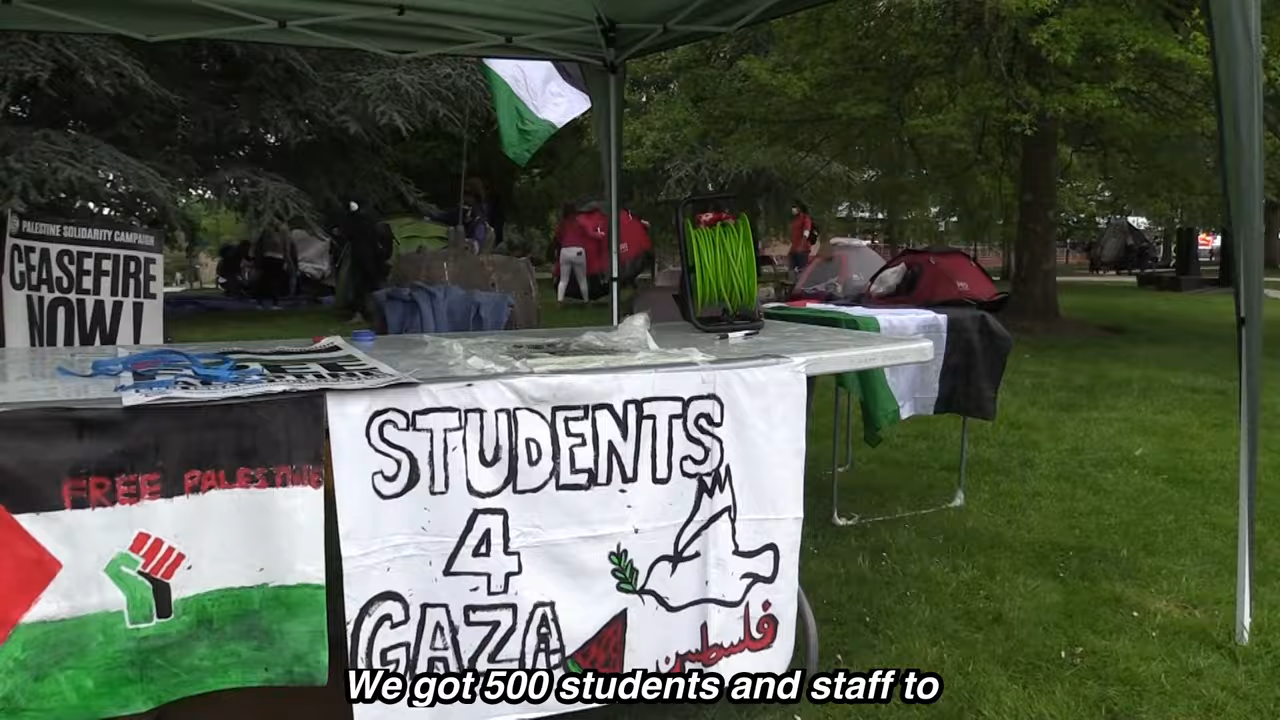 PALESTINE SOLIDARITY CAMPAIGN
CEASEFIRE
NOW!
FREE PALESTINE
STUDENTS
4
GAZA
فلسطين
We got 500 students and staff to